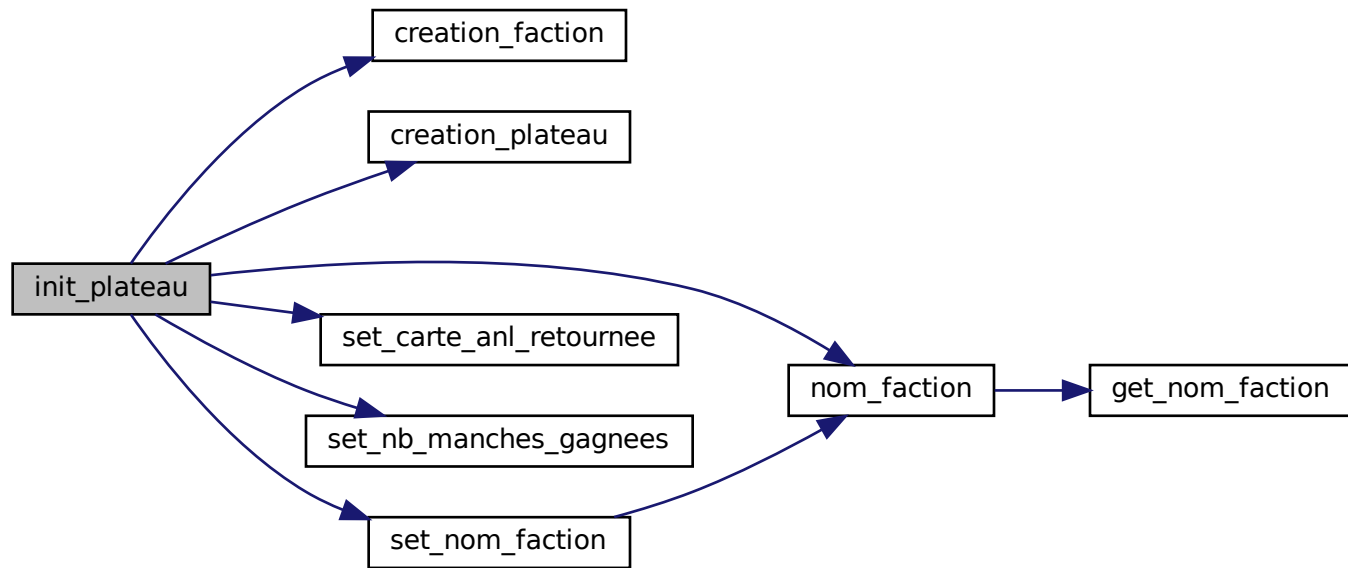 creation_faction
creation_plateau
init_plateau
set_carte_anl_retournee
nom_faction
get_nom_faction
set_nb_manches_gagnees
set_nom_faction